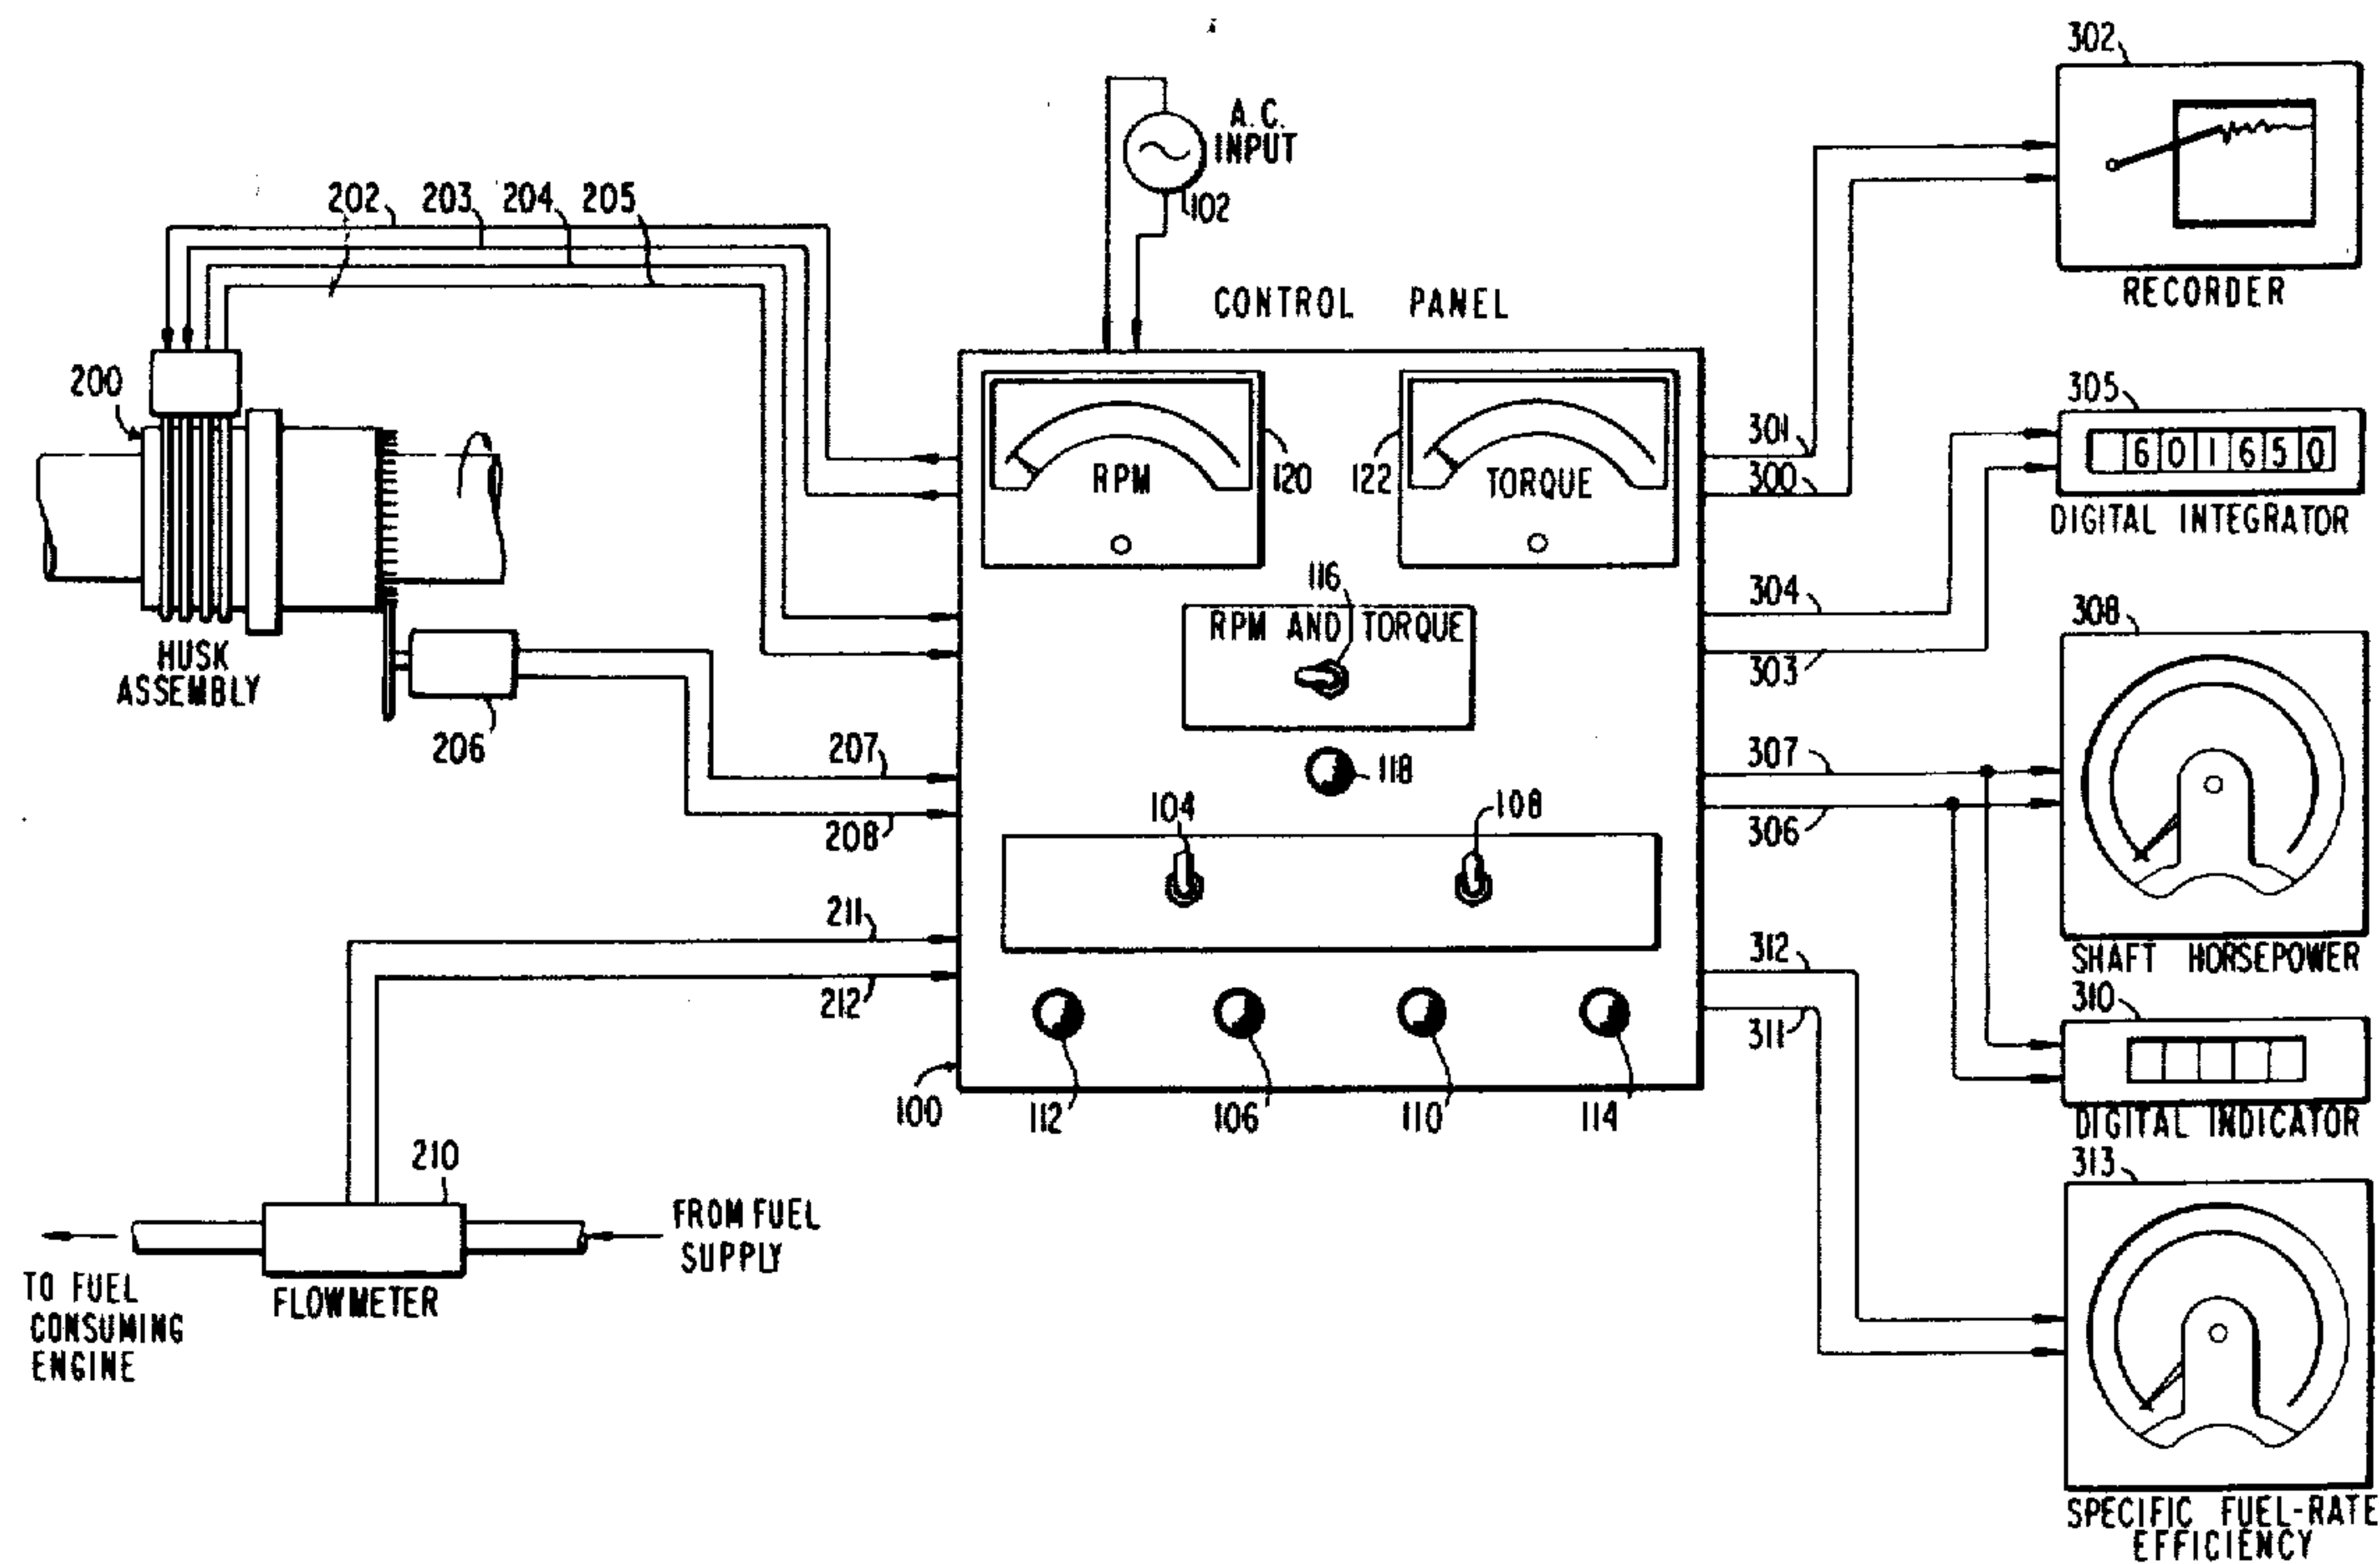 302
A.C.
INPUT
102
202 203 204 205
RECORDER
CONTROL PANEL
200
305
601650
DIGITAL INTEGRATOR
RPM
120
122
TORQUE
301
300
116
RPM AND TORQUE
304
303
308
HUSK
ASSEMBLY
206
207
208
118
307
306
104
108
SHAFT HORSEPOWER
211
212
312
311
310
DIGITAL INDICATOR
100
112
106
110
114
210
313
FROM FUEL
SUPPLY
TO FUEL
CONSUMING
ENGINE
FLOWMETER
SPECIFIC FUEL-RATE
EFFICIENCY